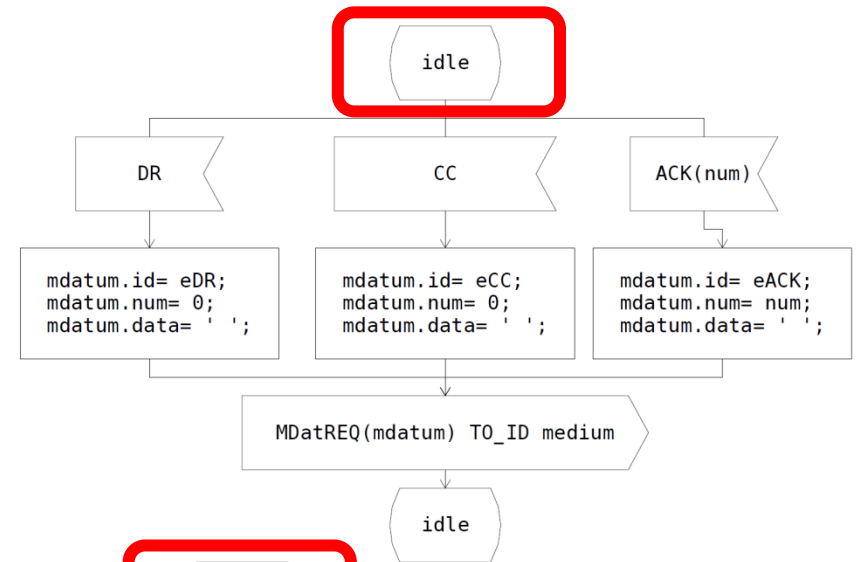 idle
DR
CC
ACK(num)
mdatum.id= eDR;
mdatum.num= 0;
mdatum.data= ' ';
mdatum.id= eCC;
mdatum.num= 0;
mdatum.data= ' ';
mdatum.id= eACK;
mdatum.num= num;
mdatum.data= ' ';
MDatREQ(mdatum) TO_ID medium
idle